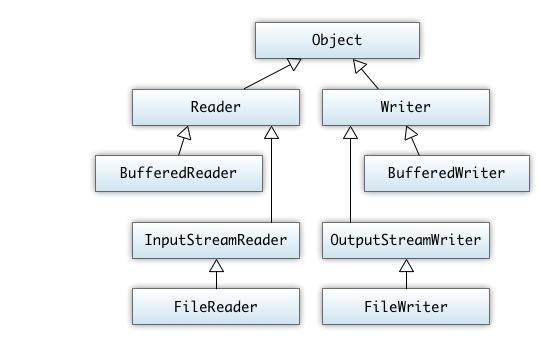 Object
Reader
Writer
BufferedReader
BufferedWriter
InputStreamReader
OutputStreamWriter
FileReader
FileWriter